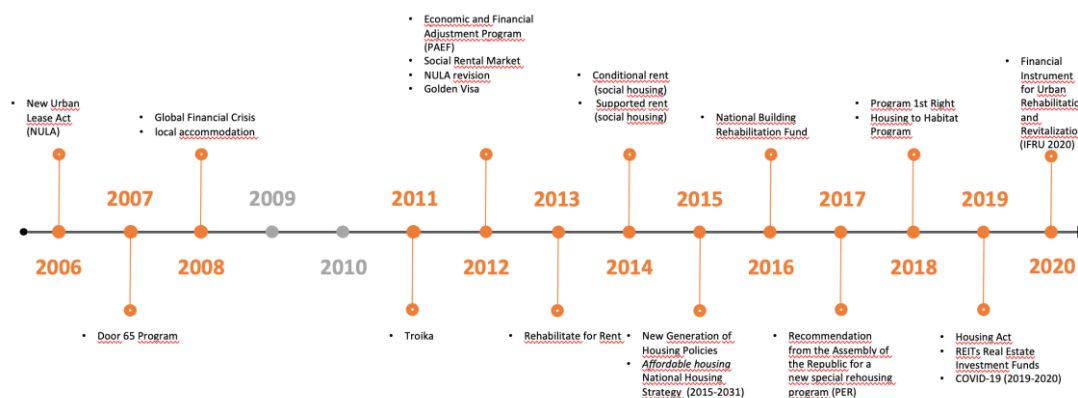 • Economic and Financial
Adjustment Program
(PAEF)
• Social Rental Market
• NULA revision
• Golden Visa
• Conditional rent
(social housing)
• Supported rent
(social housing)
• Financial
Instrument
for Urban
Rehabilitatio
and
Revitalizatio
(IFRU 2020)
• New Urban
Lease Act
(NULA)
• Global Financial Crisis
• local accommodation
• National Building
Rehabilitation Fund
• Program 1st Right
• Housing to Habitat
Program
2007
2009
2011
2013
2015
2017
2019
2006
2008
2010
2012
2014
2016
2018
2020
• Door 65 Program
• Troika
• Rehabilitate for Rent
• New Generation of
Housing Policies
• Affordable housing
National Housing
Strategy (2015-2031)
• Recommendation
from the Assembly of
the Republic for a
new special rehousing
program (PER)
• Housing Act
• REITs Real Estate
Investment Funds
• COVID-19 (2019-2020)